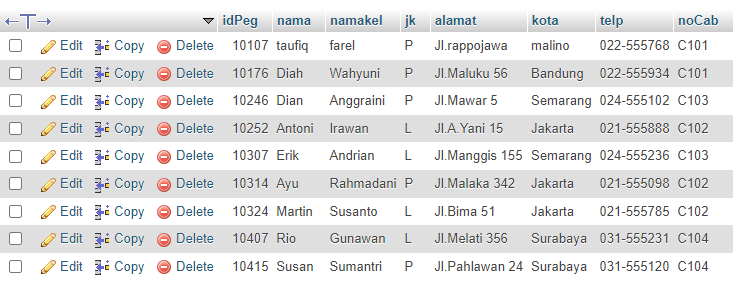 idPeg nama namakel jk alamat kota telp noCab
Edit Copy Delete 10107 taufiq farel P Jl.rappojawa malino 022-555768 C101
Edit Copy Delete 10176 Diah Wahyuni P Jl.Maluku 56 Bandung 022-555934 C101
Edit Copy Delete 10246 Dian Anggraini P Jl.Mawar 5 Semarang 024-555102 C103
Edit Copy Delete 10252 Antoni Irawan L Jl.A.Yani 15 Jakarta 021-555888 C102
Edit Copy Delete 10307 Erik Andrian L Jl.Manggis 155 Semarang 024-555236 C103
Edit Copy Delete 10314 Ayu Rahmadani P Jl.Malaka 342 Jakarta 021-555098 C102
Edit Copy Delete 10324 Martin Susanto L Jl.Bima 51 Jakarta 021-555785 C102
Edit Copy Delete 10407 Rio Gunawan L Jl.Melati 356 Surabaya 031-555231 C104
Edit Copy Delete 10415 Susan Sumantri P Jl.Pahlawan 24 Surabaya 031-555120 C104